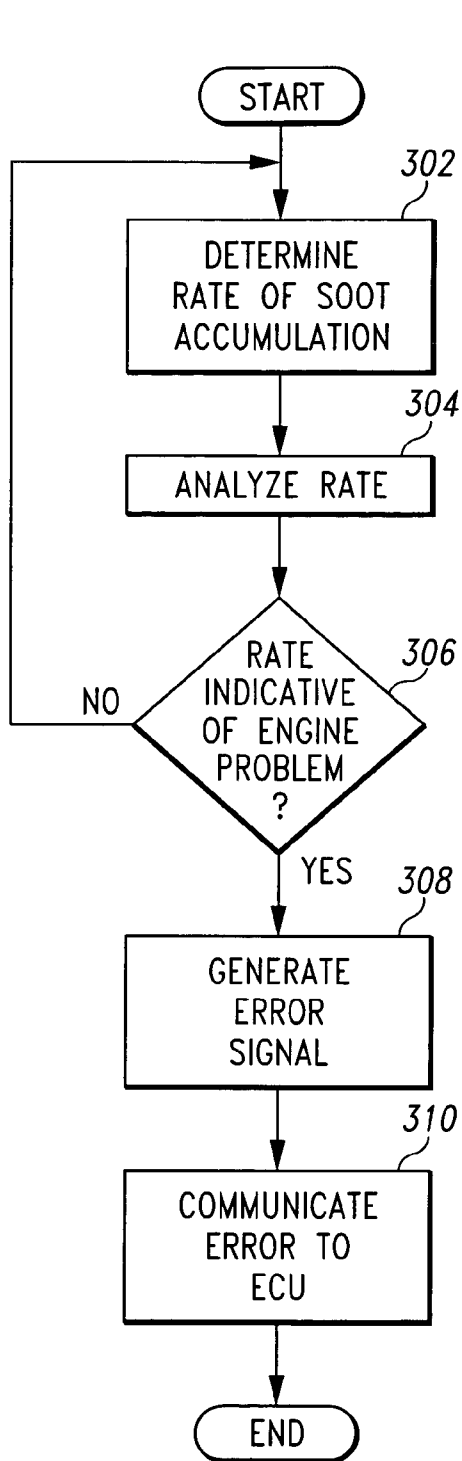 START
302
DETERMINE
RATE OF SOOT
ACCUMULATION
304
ANALYZE RATE
306
RATE
INDICATIVE
OF ENGINE
PROBLEM
?
NO
YES
308
GENERATE
ERROR
SIGNAL
310
COMMUNICATE
ERROR TO
ECU
END